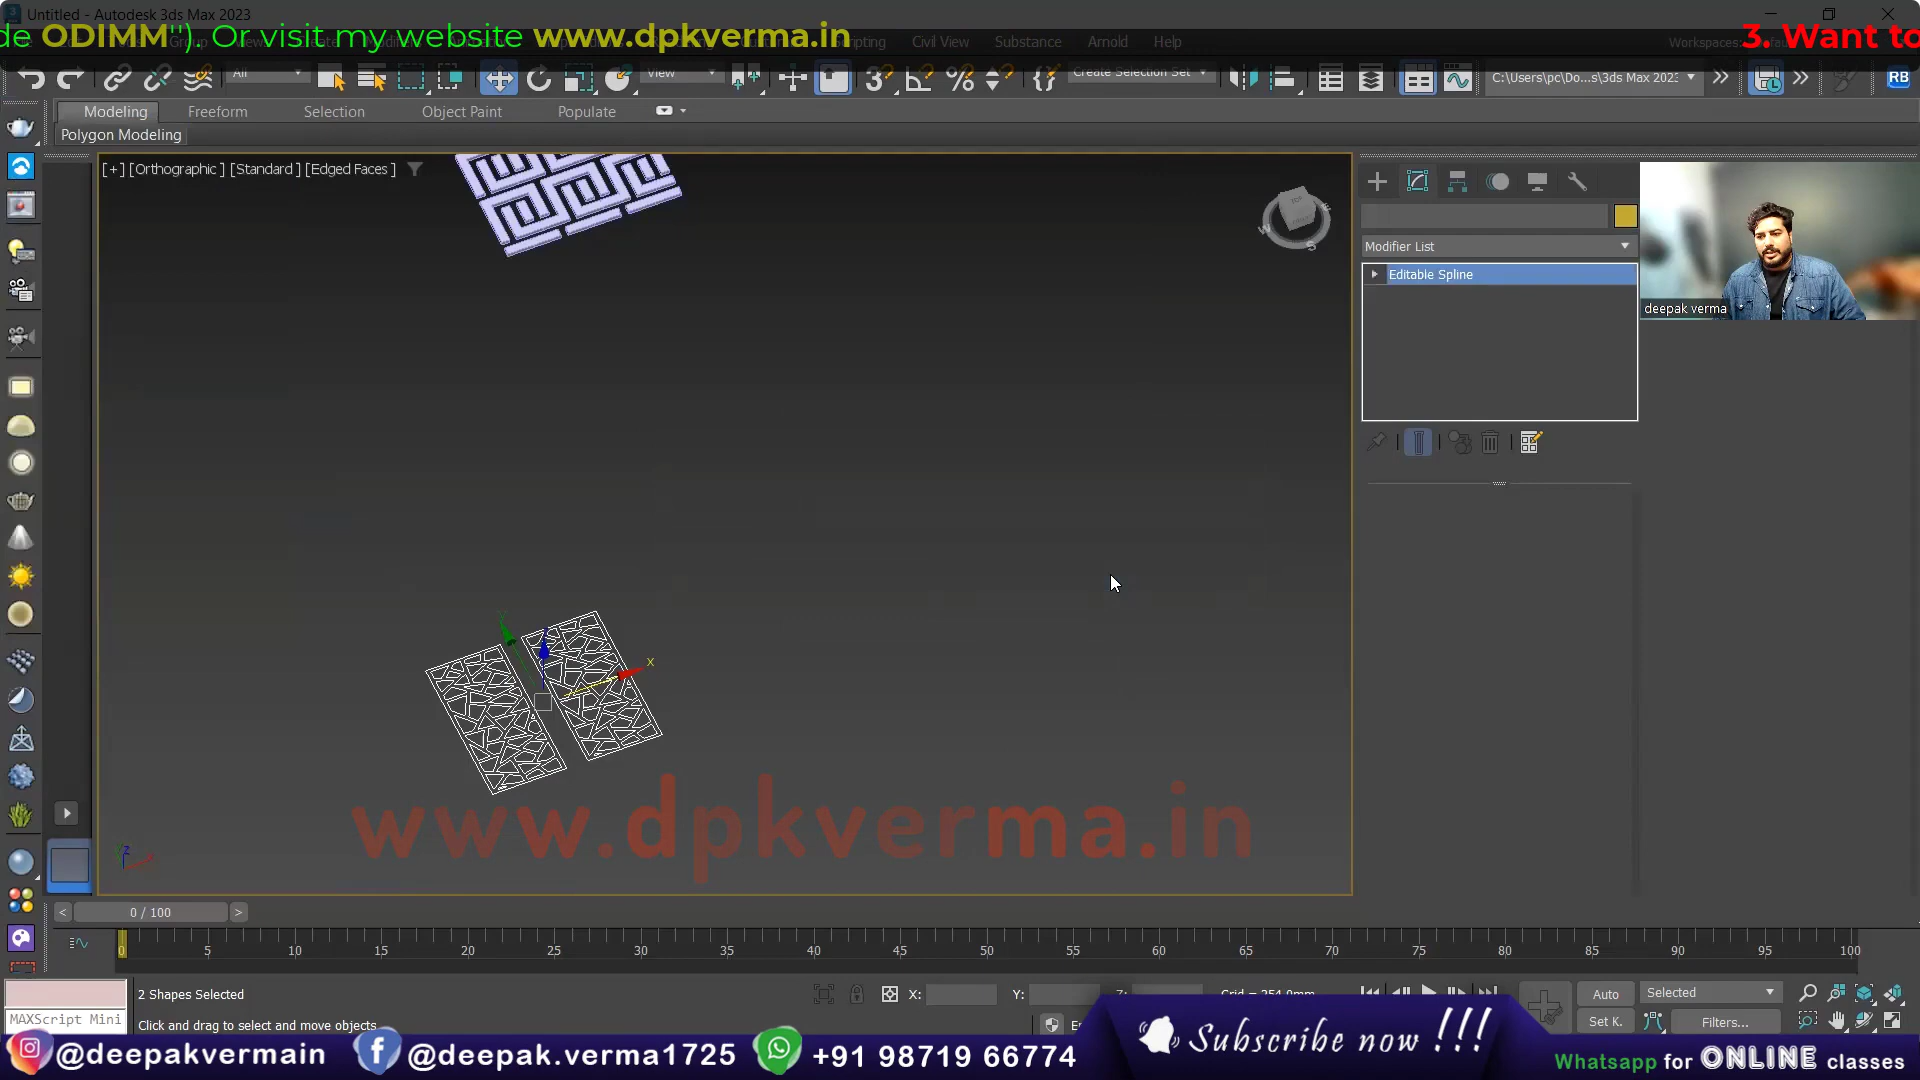 Untitled - Autodesk 3ds Max 2023
de ODIMM"). Or visit my website www.dpkverma.in
3. Want to
Civil View
Substance
Arnold
Help
All
View
Create Selection Set
C:\Users\pc\Do...s\3ds Max 2023
RB
Modeling
Freeform
Selection
Object Paint
Populate
Polygon Modeling
[+] [Orthographic ] [Standard ] [Edged Faces ]
TOP
W
S
E
Modifier List
Editable Spline
deepak verma
x
www.dpkverma.in
0 / 100
0
5
10
15
20
25
30
35
40
45
50
55
60
65
70
75
80
85
90
95
100
2 Shapes Selected
X:
Y:
Z:
Grid = 254.0mm
Auto
Selected
MAXScript Mini
Click and drag to select and move objects
Set K.
Filters...
@deepakvermain
@deepak.verma1725
+91 98719 66774
Subscribe now !!!
Whatsapp for ONLINE classes